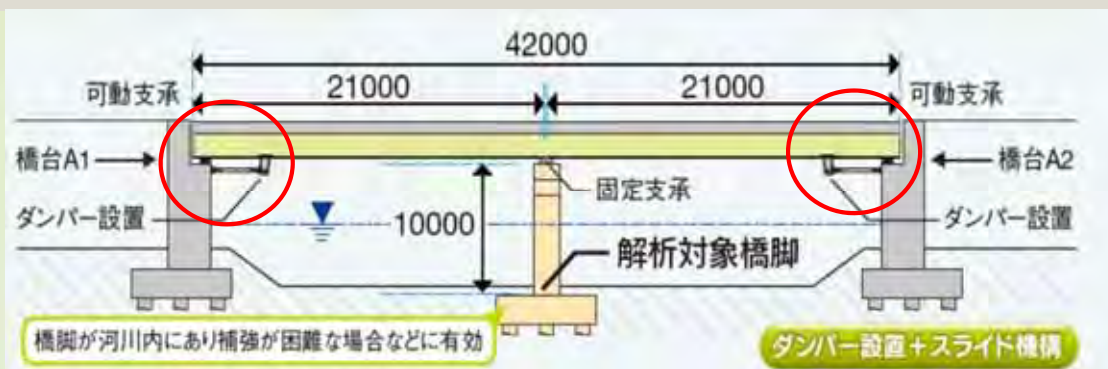 42000
可動支承
21000
21000
可動支承
橋台A1
橋台A2
固定支承
ダンパー設置
10000
ダンパー設置
解析対象橋脚
橋脚が河川内にあり補強が困難な場合などに有効
ダンパー設置+スライド機構